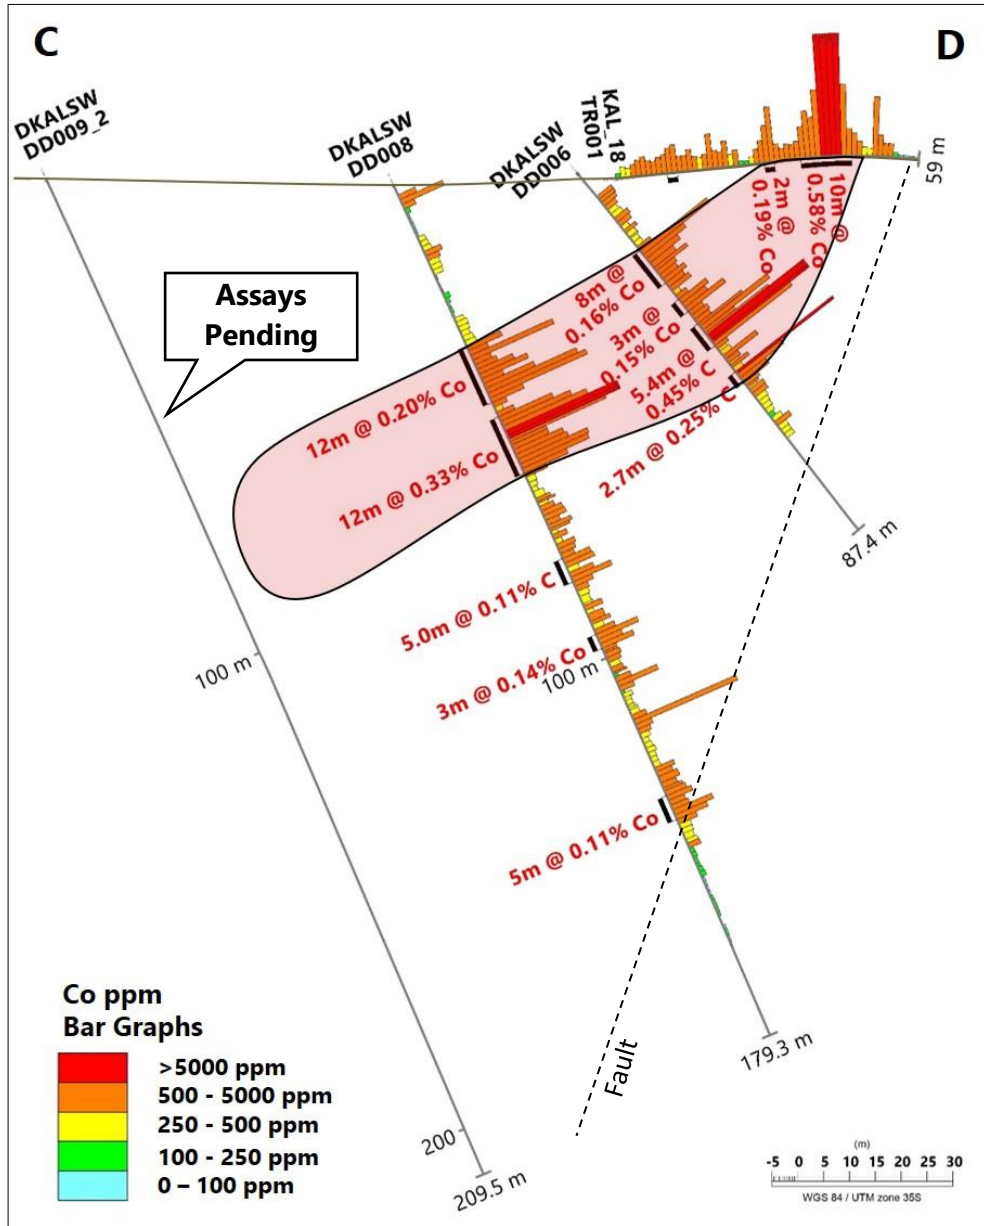 C
D
DKALSW
DD009_2
DKALSW
DD008
DKALSW
DD006
KAL_18
TR001
59 m
10m @
0.58% Co
2m @
0.19% Co
8m @
0.16% Co
3m @
0.15% Co
5.4m @
0.45% C
2.7m @ 0.25% C
Assays
Pending
12m @ 0.20% Co
12m @ 0.33% Co
87.4 m
5.0m @ 0.11% C
3m @ 0.14% Co
100 m
100 m
5m @ 0.11% Co
Fault
179.3 m
200
209.5 m
Co ppm
Bar Graphs
>5000 ppm
500 - 5000 ppm
250 - 500 ppm
100 - 250 ppm
0 – 100 ppm
(m)
-5 0 5 10 15 20 25 30
WGS 84 / UTM zone 35S